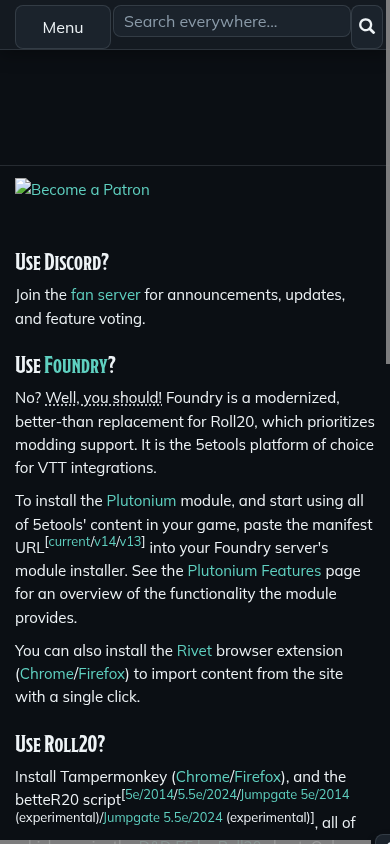 Menu
Search everywhere...
Become a Patron
Use Discord?
Join the fan server for announcements, updates,
and feature voting.
Use Foundry?
No? Well, you should! Foundry is a modernized,
better-than replacement for Roll20, which prioritizes
modding support. It is the 5etools platform of choice
for VTT integrations.
To install the Plutonium module, and start using all
of 5etools' content in your game, paste the manifest
URL[current/v14/v13] into your Foundry server's
module installer. See the Plutonium Features page
for an overview of the functionality the module
provides.
You can also install the Rivet browser extension
(Chrome/Firefox) to import content from the site
with a single click.
Use Roll20?
Install Tampermonkey (Chrome/Firefox), and the
betteR20 script[5e/2014/5.5e/2024/Jumpgate 5e/2014
(experimental)/Jumpgate 5.5e/2024 (experimental)], all of